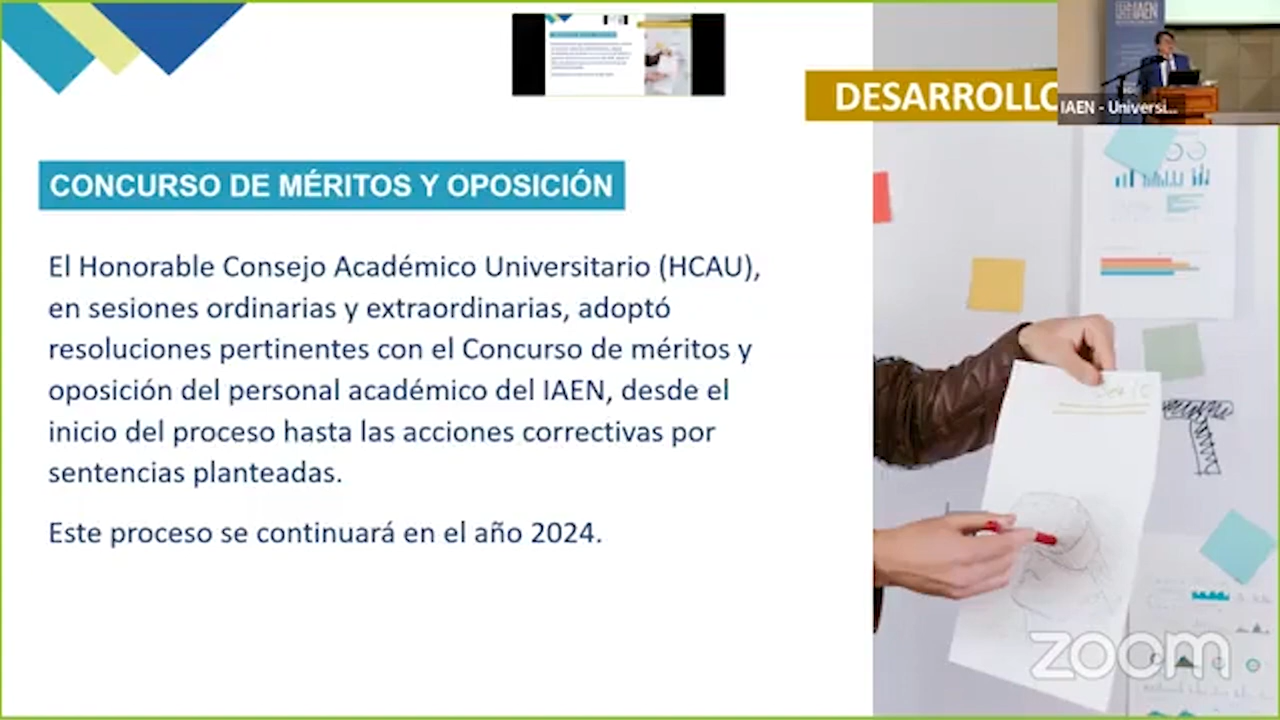 DESARROLLO
IAEN
IAEN - Universi...
CONCURSO DE MÉRITOS Y OPOSICIÓN
El Honorable Consejo Académico Universitario (HCAU),
en sesiones ordinarias y extraordinarias, adoptó
resoluciones pertinentes con el Concurso de méritos y
oposición del personal académico del IAEN, desde el
inicio del proceso hasta las acciones correctivas por
sentencias planteadas.
Este proceso se continuará en el año 2024.
zoom